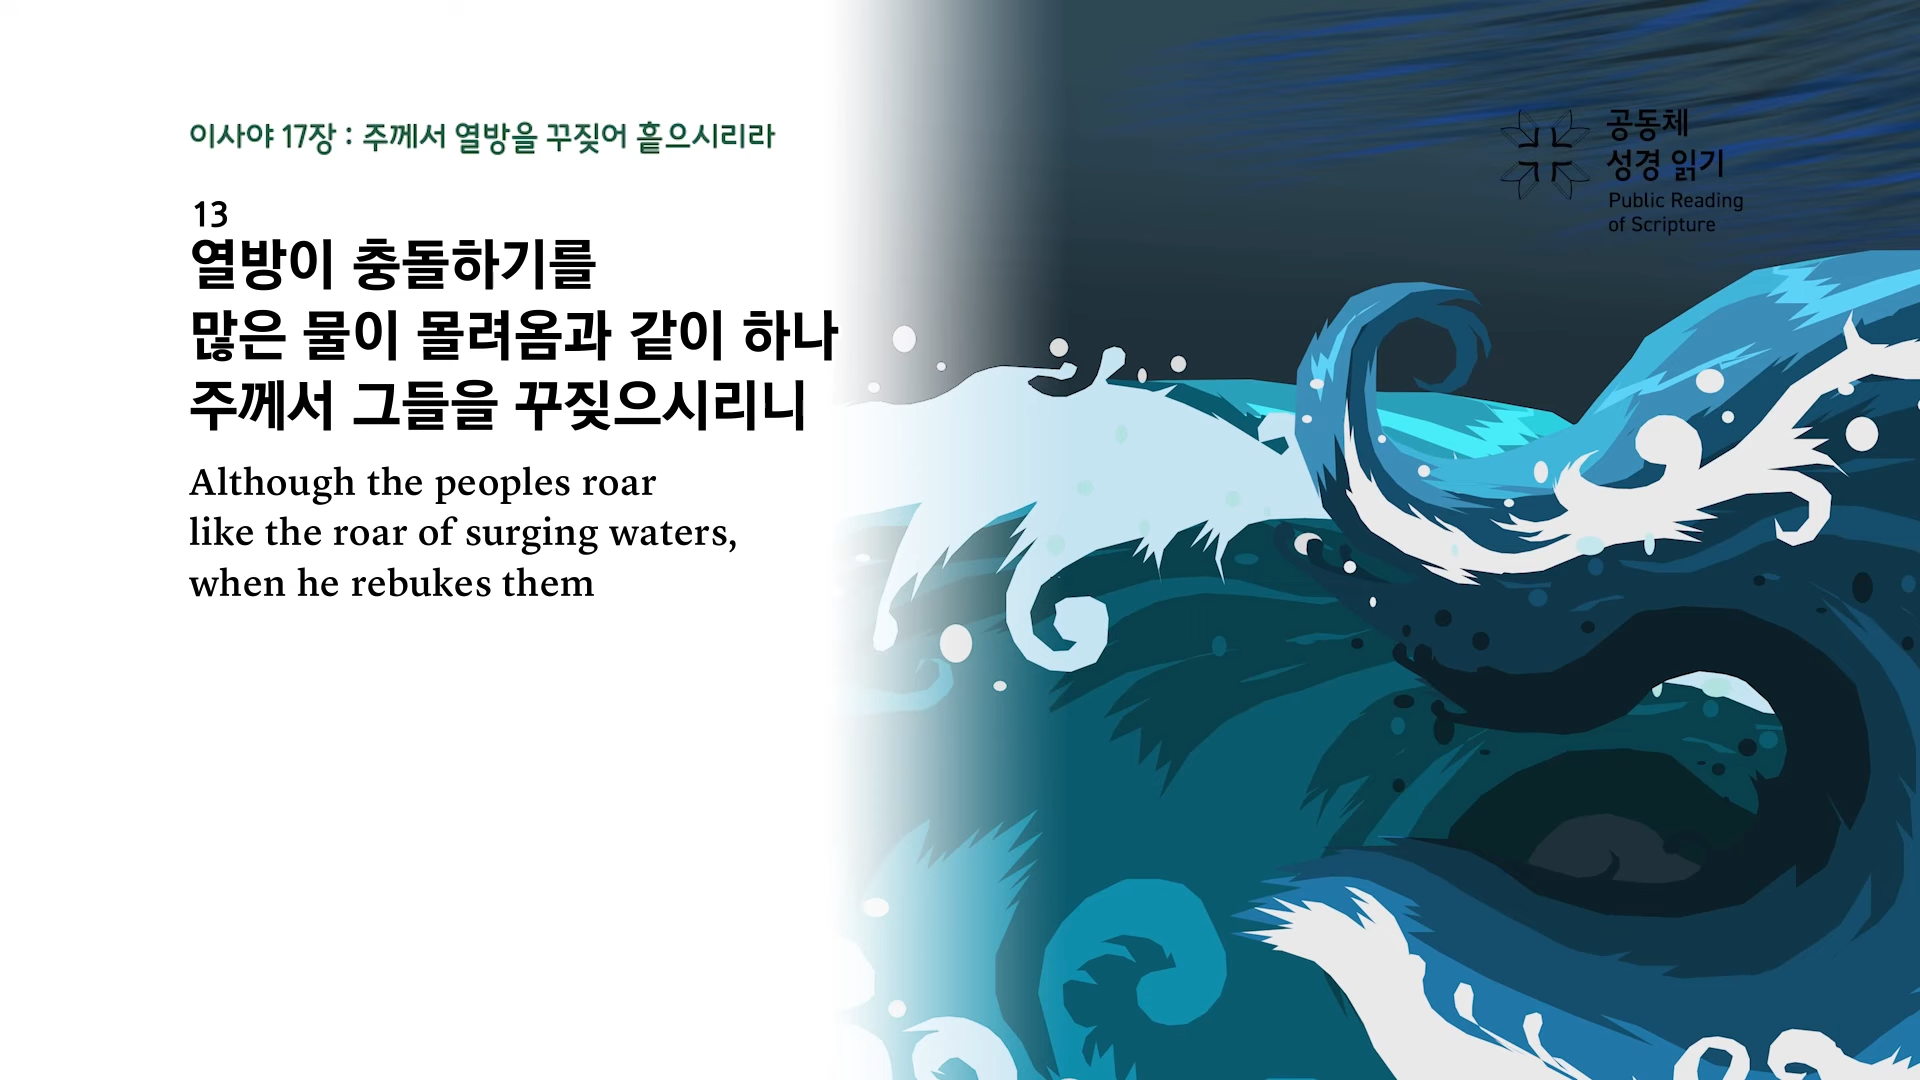 이사야 17장 : 주께서 열방을 꾸짖어 흩으시리라
13
열방이 충돌하기를
많은 물이 몰려옴과 같이 하나
주께서 그들을 꾸짖으시리니
Although the peoples roar
like the roar of surging waters,
when he rebukes them
공동체
성경 읽기
Public Reading
of Scripture